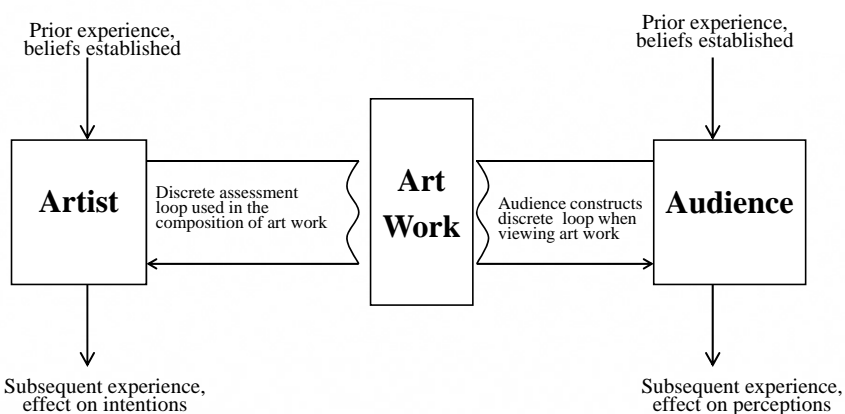 Prior experience,
beliefs established
Prior experience,
beliefs established
Artist
Discrete assessment
loop used in the
composition of art work
Art
Work
Audience constructs
discrete loop when
viewing art work
Audience
Subsequent experience,
effect on intentions
Subsequent experience,
effect on perceptions